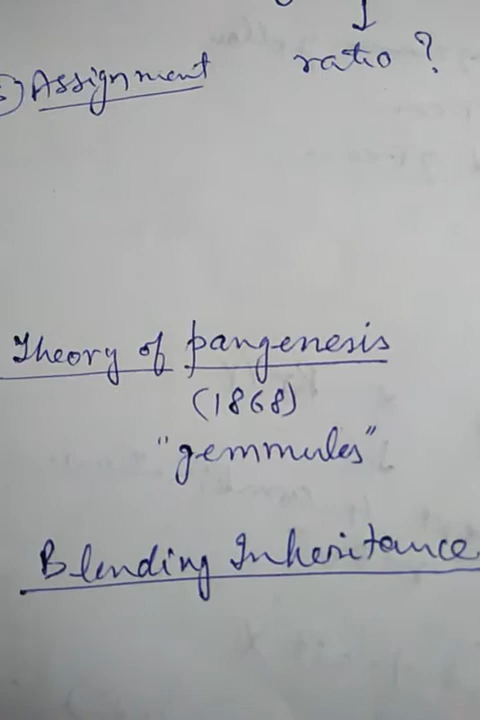 ↓
ratio ?
Assignment
Theory of pangenesis
(1868)
"gemmules"
Blending Inheritance